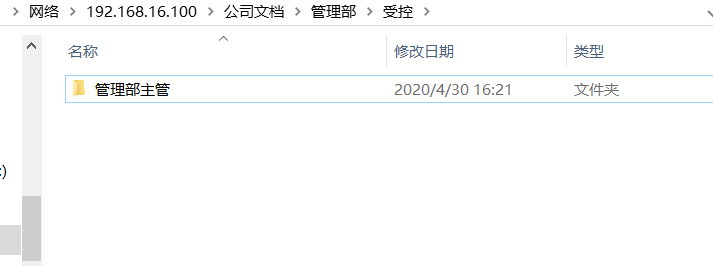 网络 > 192.168.16.100 > 公司文档 > 管理部 > 受控
名称 修改日期 类型
管理部主管 2020/4/30 16:21 文件夹
:)